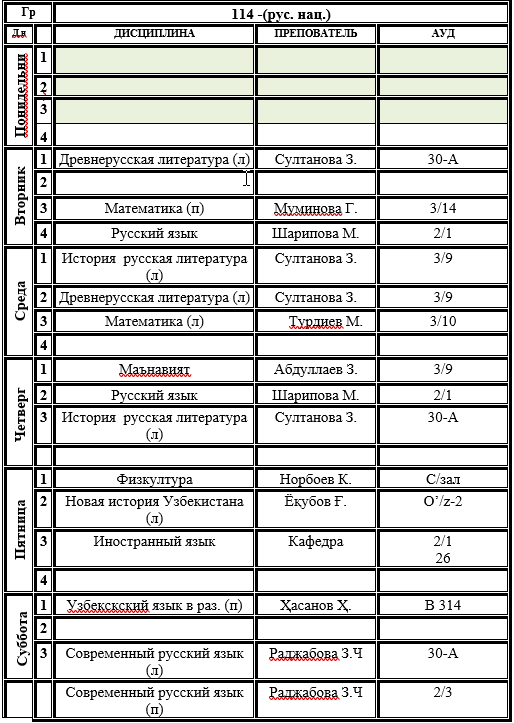 Гр 114 -(рус. нац.)
Дн ДИСЦИПЛИНА ПРЕПОВАТЕЛЬ АУД
Понидельни
1
2
3
4
Вторник
1 Древнерусская литература (л) Султанова З. 30-А
2
3 Математика (п) Муминова Г. 3/14
4 Русский язык Шарипова М. 2/1
Среда
1 История русская литература Султанова З. 3/9
(л)
2 Древнерусская литература (л) Султанова З. 3/9
3 Математика (л) Турдиев М. 3/10
4
Четверг
1 Маънавият Абдуллаев З. 3/9
2 Русский язык Шарипова М. 2/1
3 История русская литература Султанова З. 30-А
(л)
Пятница
1 Физкультура Норбоев К. С/зал
2 Новая история Узбекистана Ёқубов Ғ. O’/z-2
(л)
3 Иностранный язык Кафедра 2/1
26
4
Суббота
1 Узбекскский язык в раз. (п) Ҳасанов Ҳ. В 314
2
3 Современный русский язык Раджабова З.Ч 30-А
(л)
Современный русский язык Раджабова З.Ч 2/3
(п)